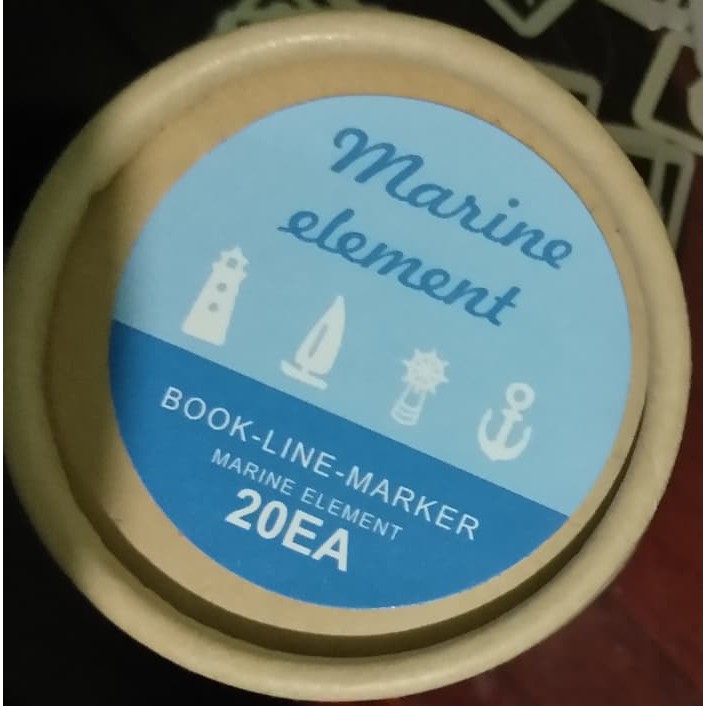 Marine
element
BOOK-LINE-MARKER
MARINE ELEMENT
20EA